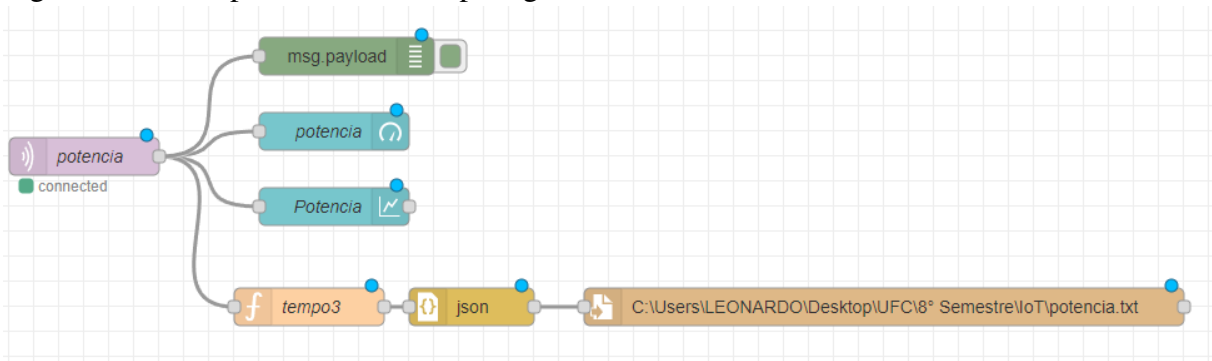 msg.payload
potencia
potencia
connected
Potencia
tempo3
json
C:\Users\LEONARDO\Desktop\UFC\8° Semestre\IoT\potencia.txt